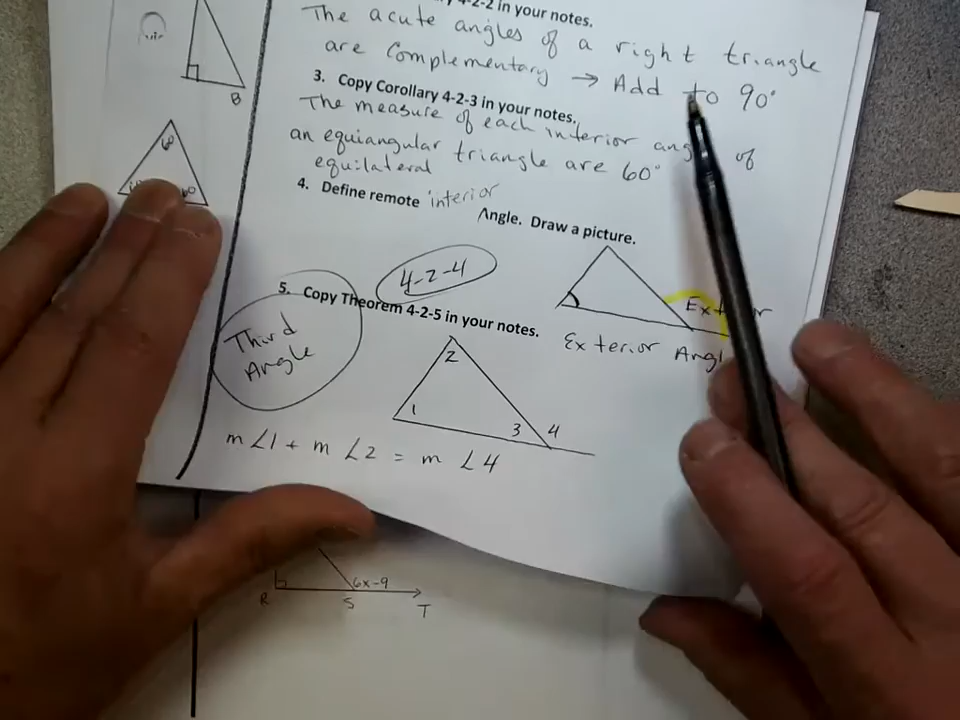 4-2-2 in your notes.
The acute angles of a right triangle
are complementary → Add to 90°
3. Copy Corollary 4-2-3 in your notes.
The measure of each interior angle of
an equiangular triangle are 60°
equilateral
4. Define remote interior
Angle. Draw a picture.
4-2-4
5. Copy Theorem 4-2-5 in your notes.
Exterior Angl
Third
Angle
2
1
3
4
m∠1 + m∠2 = m∠4
B
60
6x-9
R
S
T